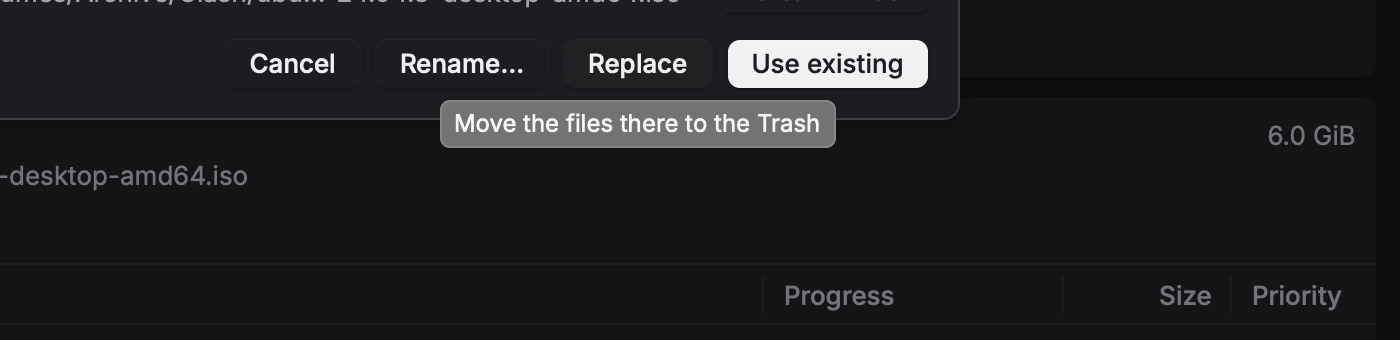 Cancel
Rename...
Replace
Use existing
Move the files there to the Trash
6.0 GiB
-desktop-amd64.iso
Progress
Size
Priority